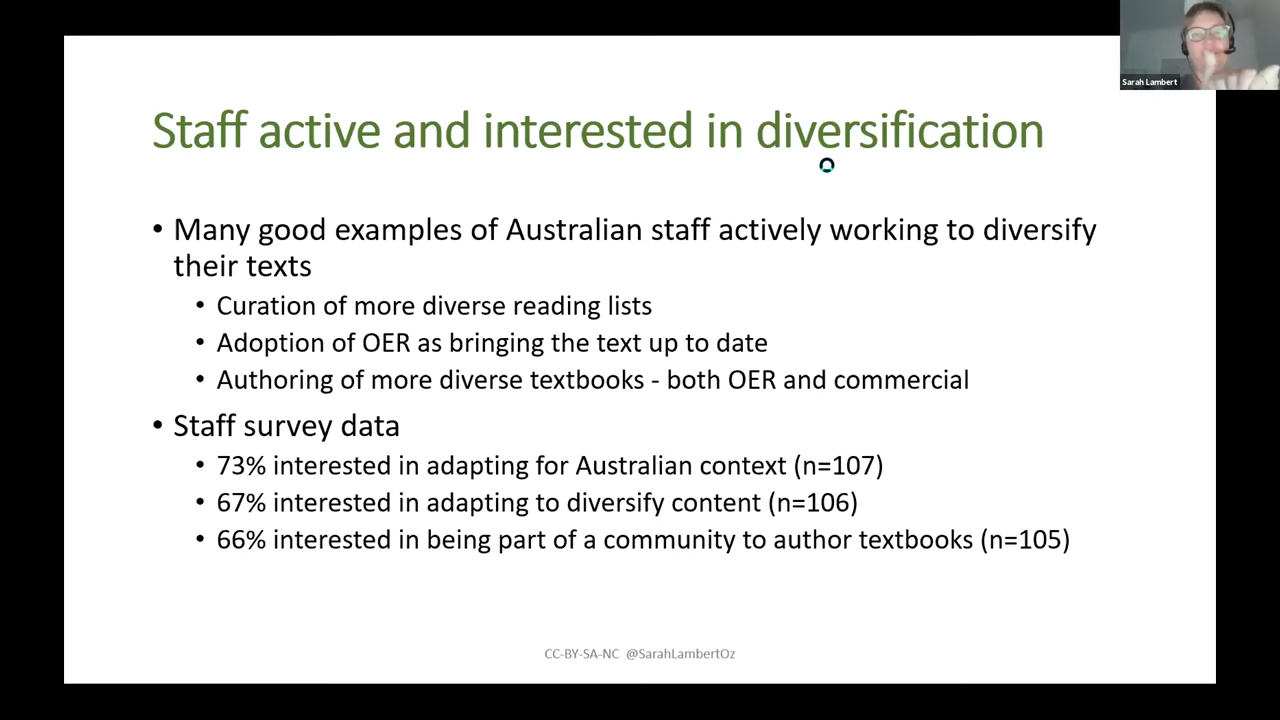 Sarah Lambert
Staff active and interested in diversification
• Many good examples of Australian staff actively working to diversify
their texts
• Curation of more diverse reading lists
• Adoption of OER as bringing the text up to date
• Authoring of more diverse textbooks - both OER and commercial
• Staff survey data
• 73% interested in adapting for Australian context (n=107)
• 67% interested in adapting to diversify content (n=106)
• 66% interested in being part of a community to author textbooks (n=105)
CC-BY-SA-NC @SarahLambertOz